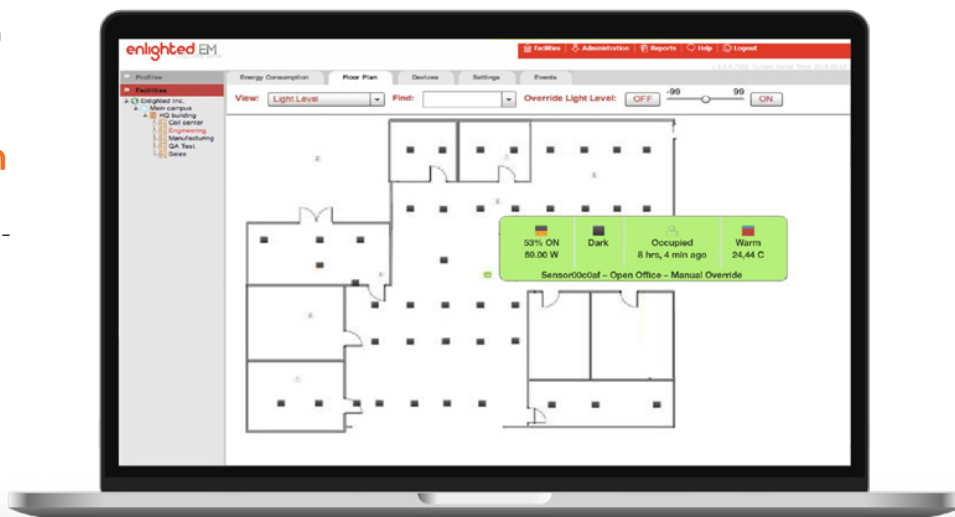 enlighted EM
Facilities Administration Reports Help Logout
Profiles
Facilities
Enlighted Inc.
Main campus
HQ building
Call center
Engineering
Manufacturing
QA Test
Sales
Energy Consumption Floor Plan Devices Settings Events
View: Light Level Find: Override Light Level: OFF -99 99 ON
53% ON Dark Occupied Warm
50.00 W 8 hrs, 4 min ago 24,44 C
Sensor00c0af – Open Office – Manual Override